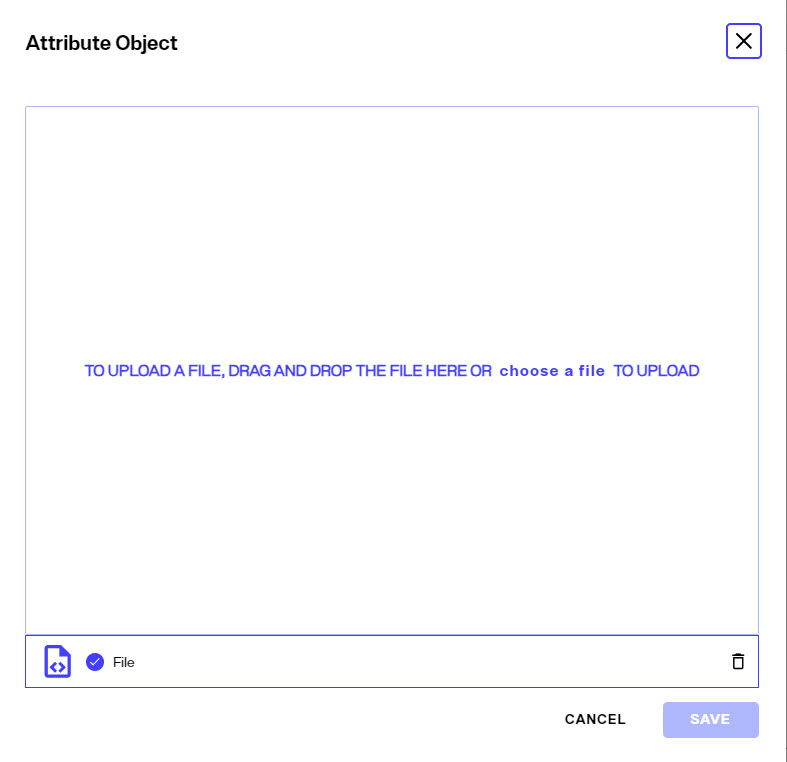 Attribute Object
TO UPLOAD A FILE, DRAG AND DROP THE FILE HERE OR choose a file TO UPLOAD
File
CANCEL SAVE